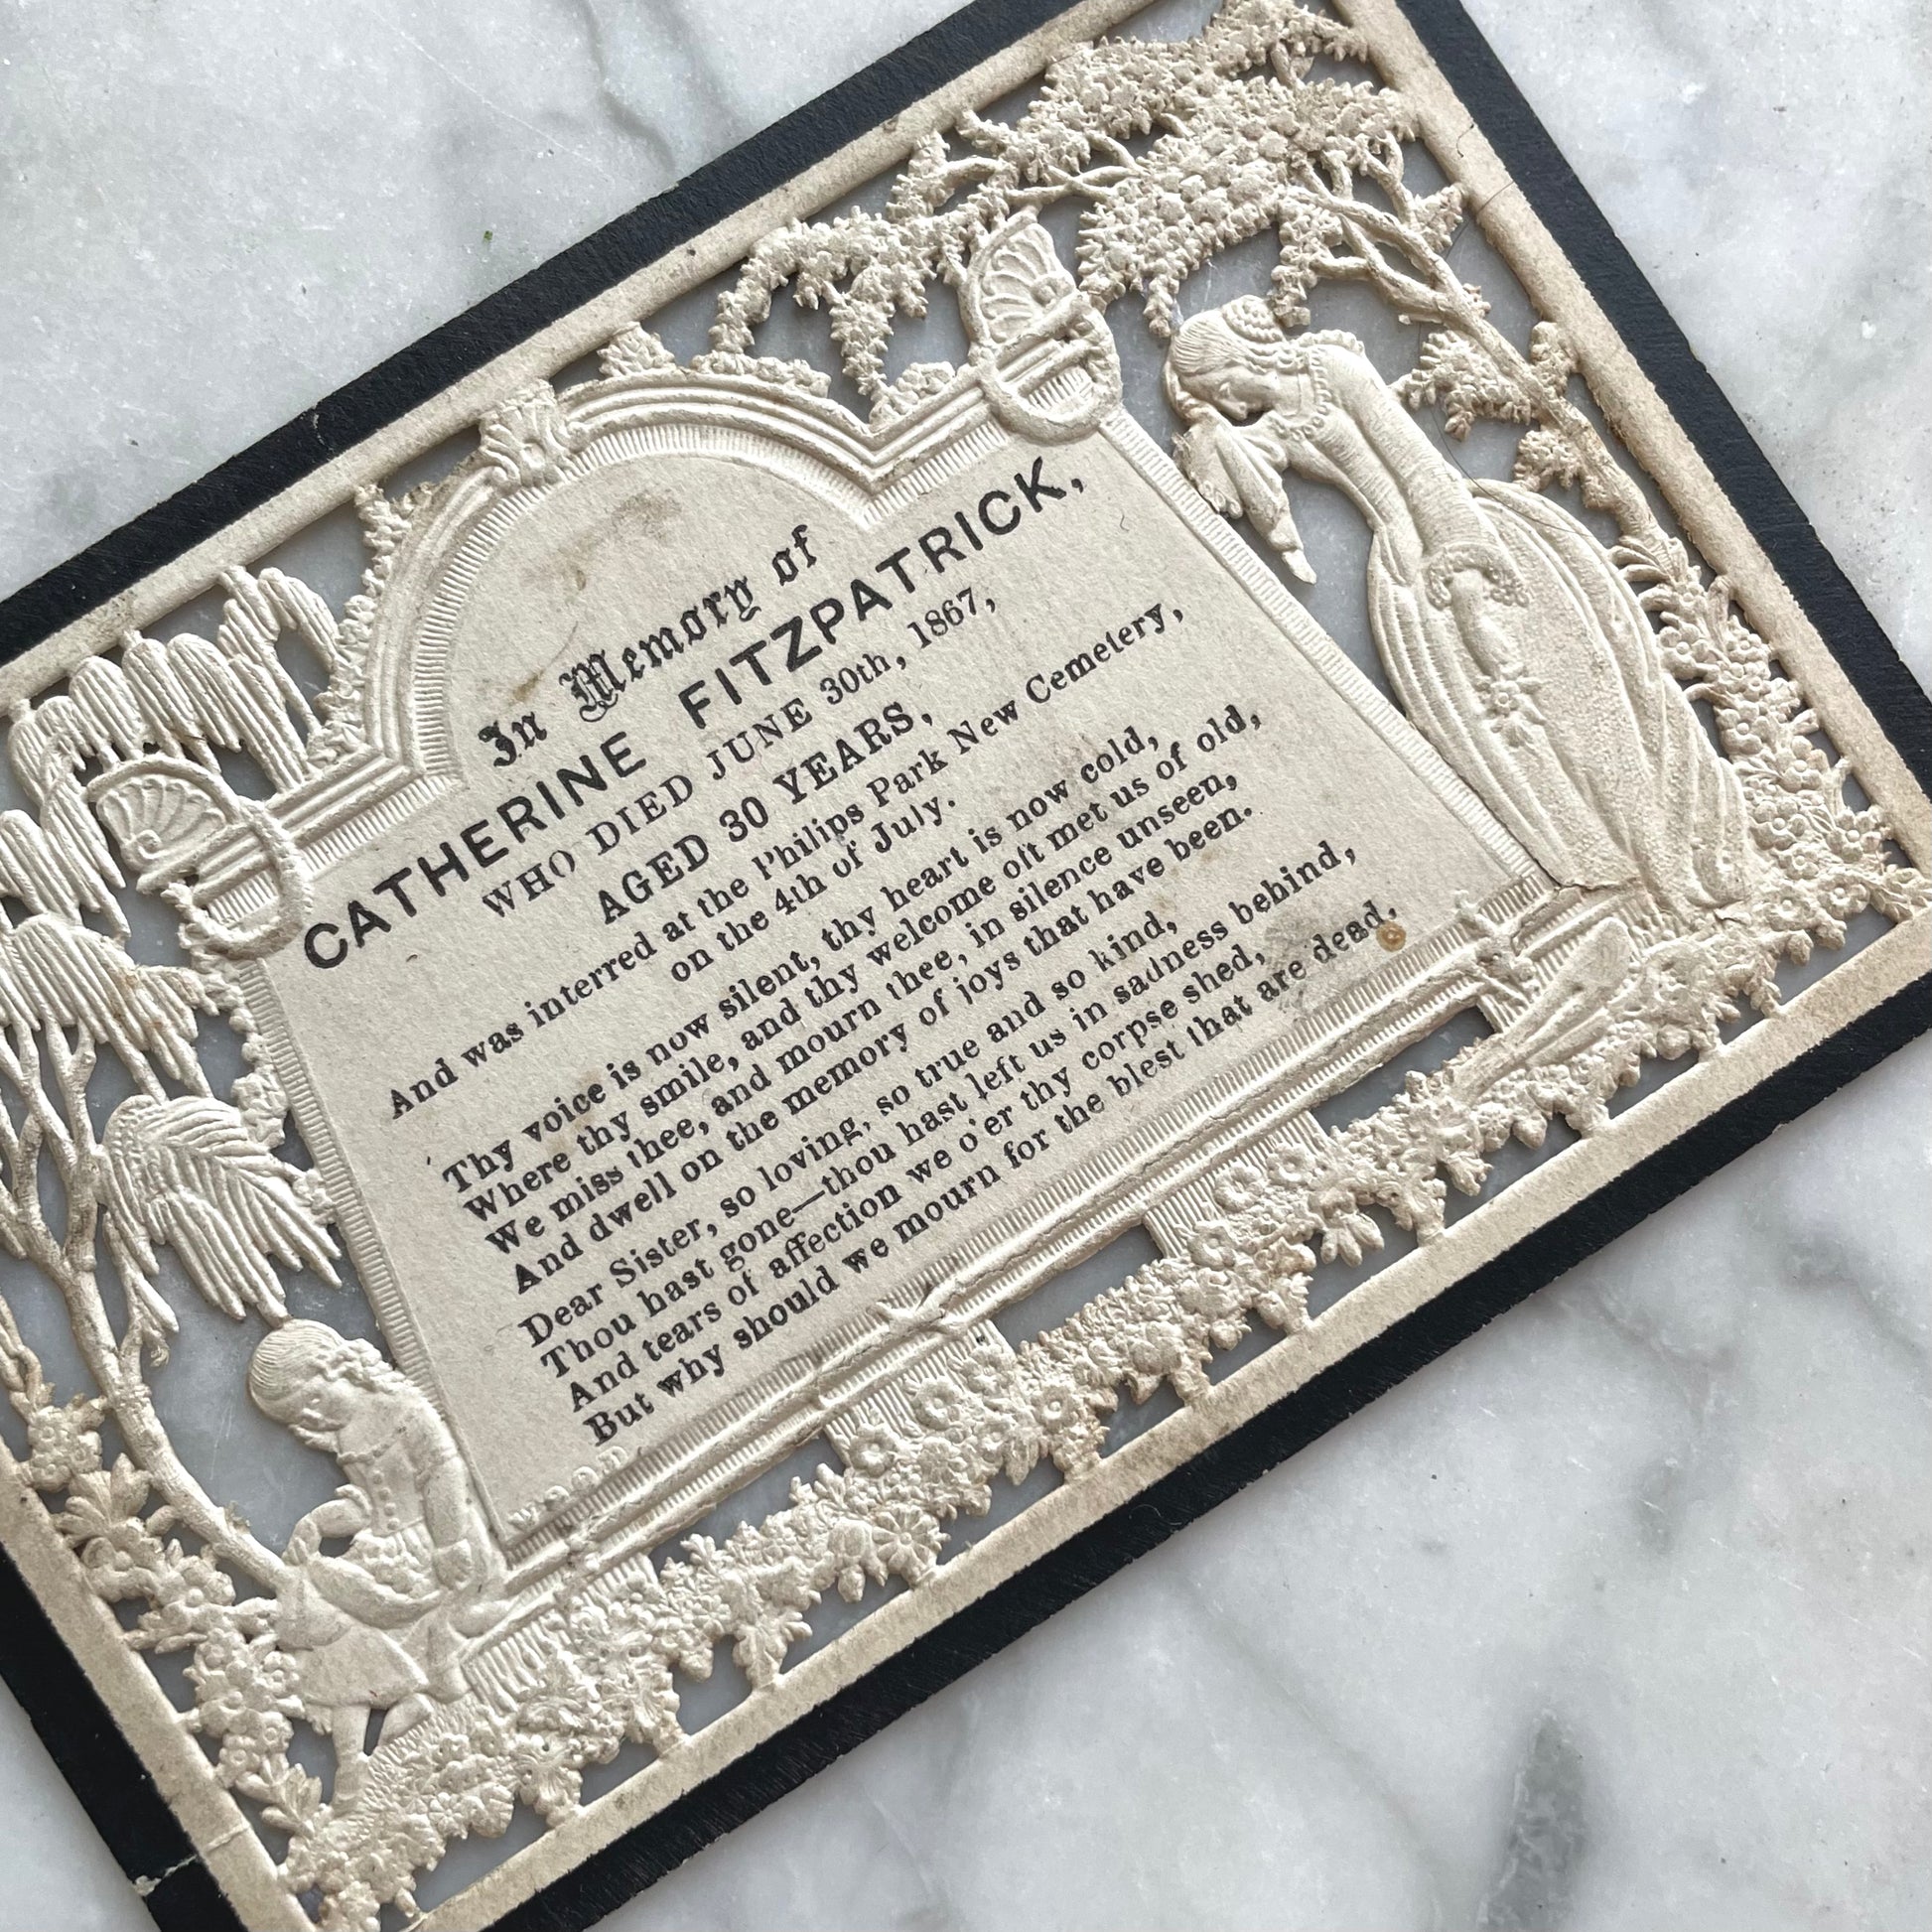 In Memory of
CATHERINE FITZPATRICK,
WHO DIED JUNE 30th, 1867,
AGED 30 YEARS,
And was interred at the Philips Park New Cemetery,
on the 4th of July.
Thy voice is now silent, thy heart is now cold,
Where thy smile, and thy welcome oft met us of old,
We miss thee, and mourn thee, in silence unseen,
And dwell on the memory of joys that have been.
Dear Sister, so loving, so true and so kind,
Thou hast gone—thou hast left us in sadness behind,
And tears of affection we o'er thy corpse shed,
But why should we mourn for the blest that are dead.